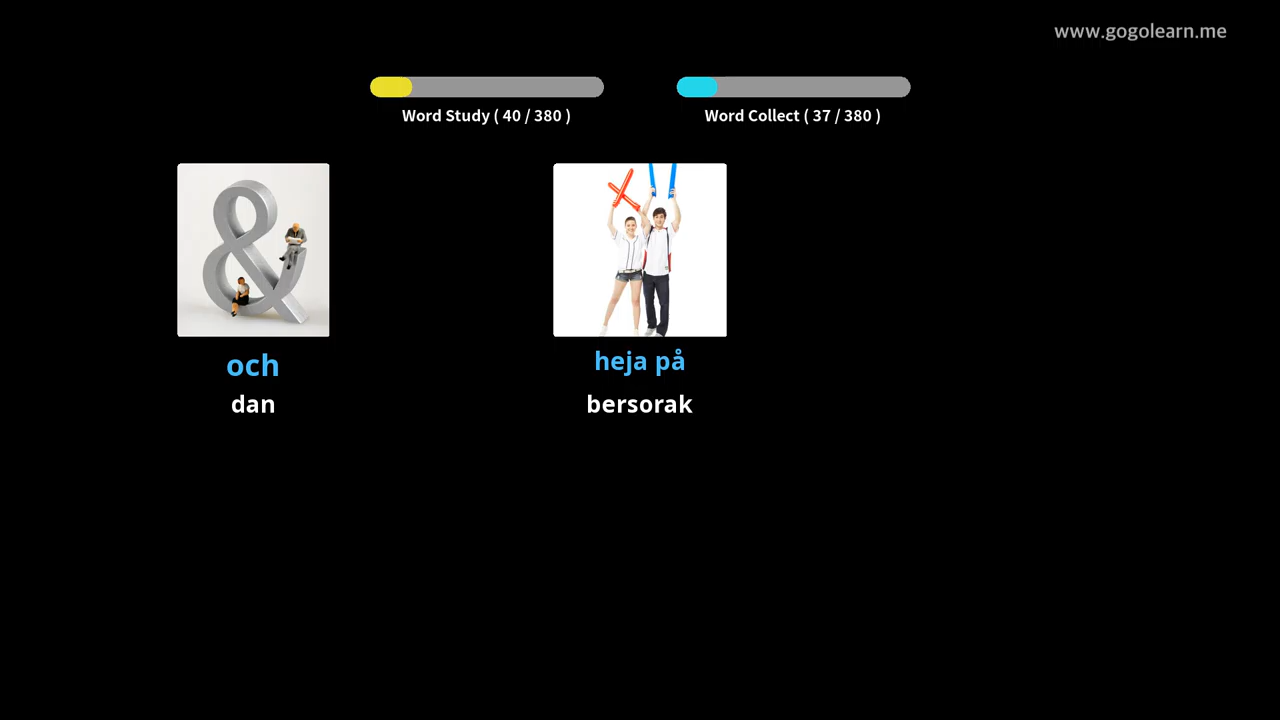 www.gogolearn.me
Word Study ( 40 / 380 )
Word Collect ( 37 / 380 )
och
dan
heja på
bersorak